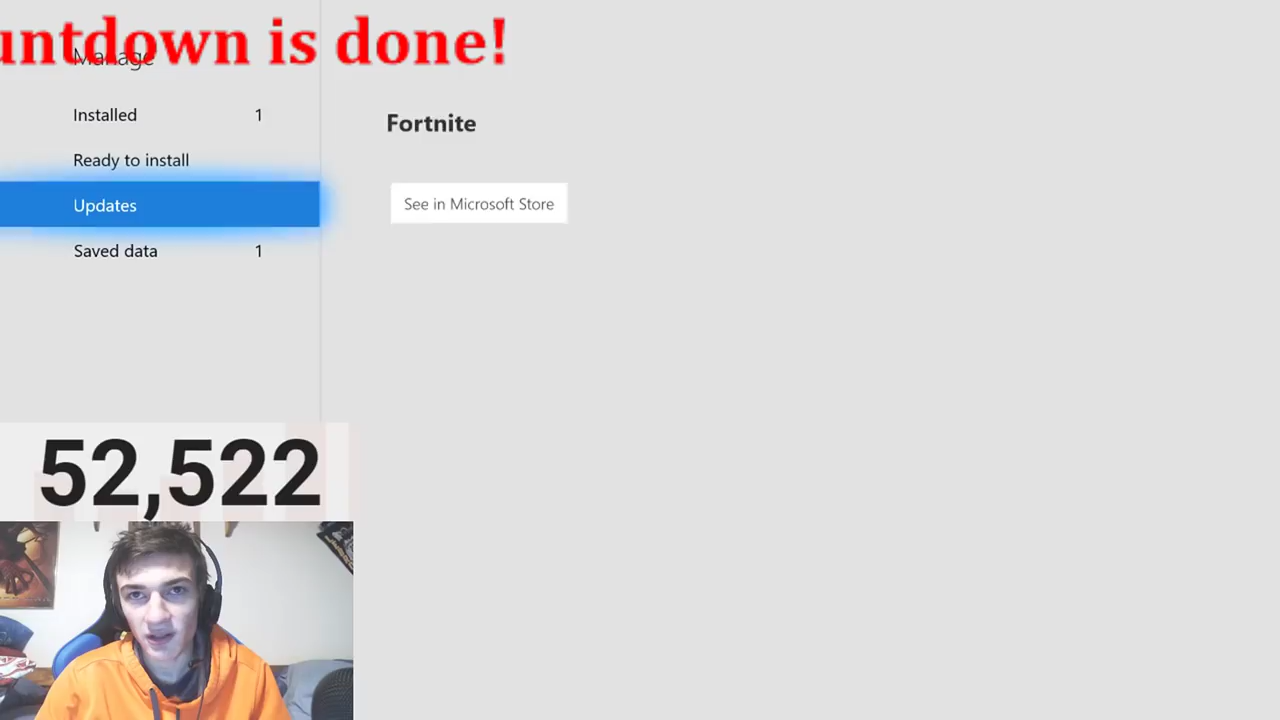 untdown is done!
Manage
Installed 1
Ready to install
Updates
Saved data 1
Fortnite
See in Microsoft Store
52,522